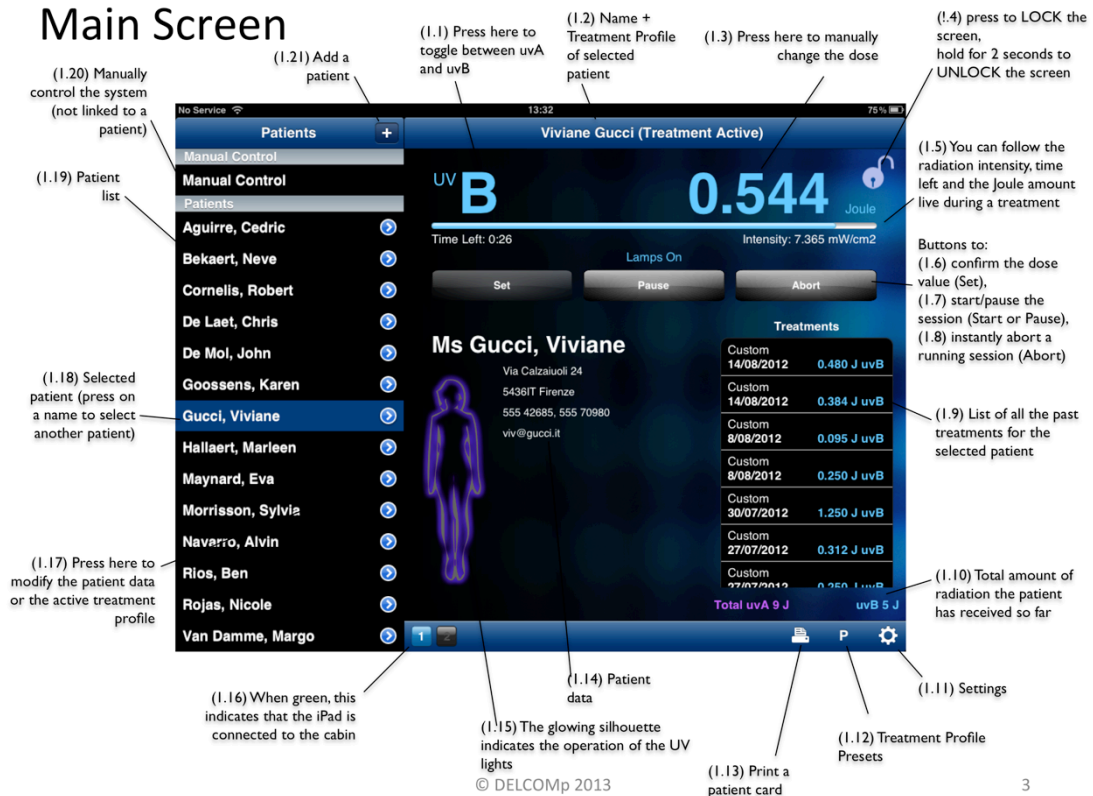 Main Screen
(1.20) Manually
control the system
(not linked to a
patient)
(1.21) Add a
patient
(1.1) Press here to
toggle between uvA
and uvB
(1.2) Name +
Treatment Profile
of selected
patient
(1.3) Press here to manually
change the dose
(!.4) press to LOCK the
screen,
hold for 2 seconds to
UNLOCK the screen
(1.19) Patient
list
(1.18) Selected
patient (press on
a name to select
another patient)
(1.17) Press here to
modify the patient data
or the active treatment
profile
No Service
13:32
75%
Patients +
Manual Control
Manual Control
Patients
Aguirre, Cedric
Bekaert, Neve
Cornelis, Robert
De Laet, Chris
De Mol, John
Goossens, Karen
Gucci, Viviane
Hallaert, Marleen
Maynard, Eva
Morrisson, Sylvia
Navarro, Alvin
Rios, Ben
Rojas, Nicole
Van Damme, Margo
Viviane Gucci (Treatment Active)
UV B 0.544 Joule
Time Left: 0:26 Intensity: 7.365 mW/cm2
Lamps On
Set Pause Abort
Ms Gucci, Viviane
Via Calzaiuoli 24
5436IT Firenze
555 42685, 555 70980
viv@gucci.it
Treatments
Custom
14/08/2012 0.480 J uvB
Custom
14/08/2012 0.384 J uvB
Custom
8/08/2012 0.095 J uvB
Custom
8/08/2012 0.250 J uvB
Custom
30/07/2012 1.250 J uvB
Custom
27/07/2012 0.312 J uvB
Custom
27/07/2012 0.250 J uvB
Total uvA 9 J uvB 5 J
1 2
P
(1.5) You can follow the
radiation intensity, time
left and the Joule amount
live during a treatment
Buttons to:
(1.6) confirm the dose
value (Set),
(1.7) start/pause the
session (Start or Pause),
(1.8) instantly abort a
running session (Abort)
(1.9) List of all the past
treatments for the
selected patient
(1.10) Total amount of
radiation the patient
has received so far
(1.16) When green, this
indicates that the iPad is
connected to the cabin
(1.14) Patient
data
(1.15) The glowing silhouette
indicates the operation of the UV
lights
(1.11) Settings
(1.12) Treatment Profile
Presets
(1.13) Print a
patient card
© DELCOMp 2013
3